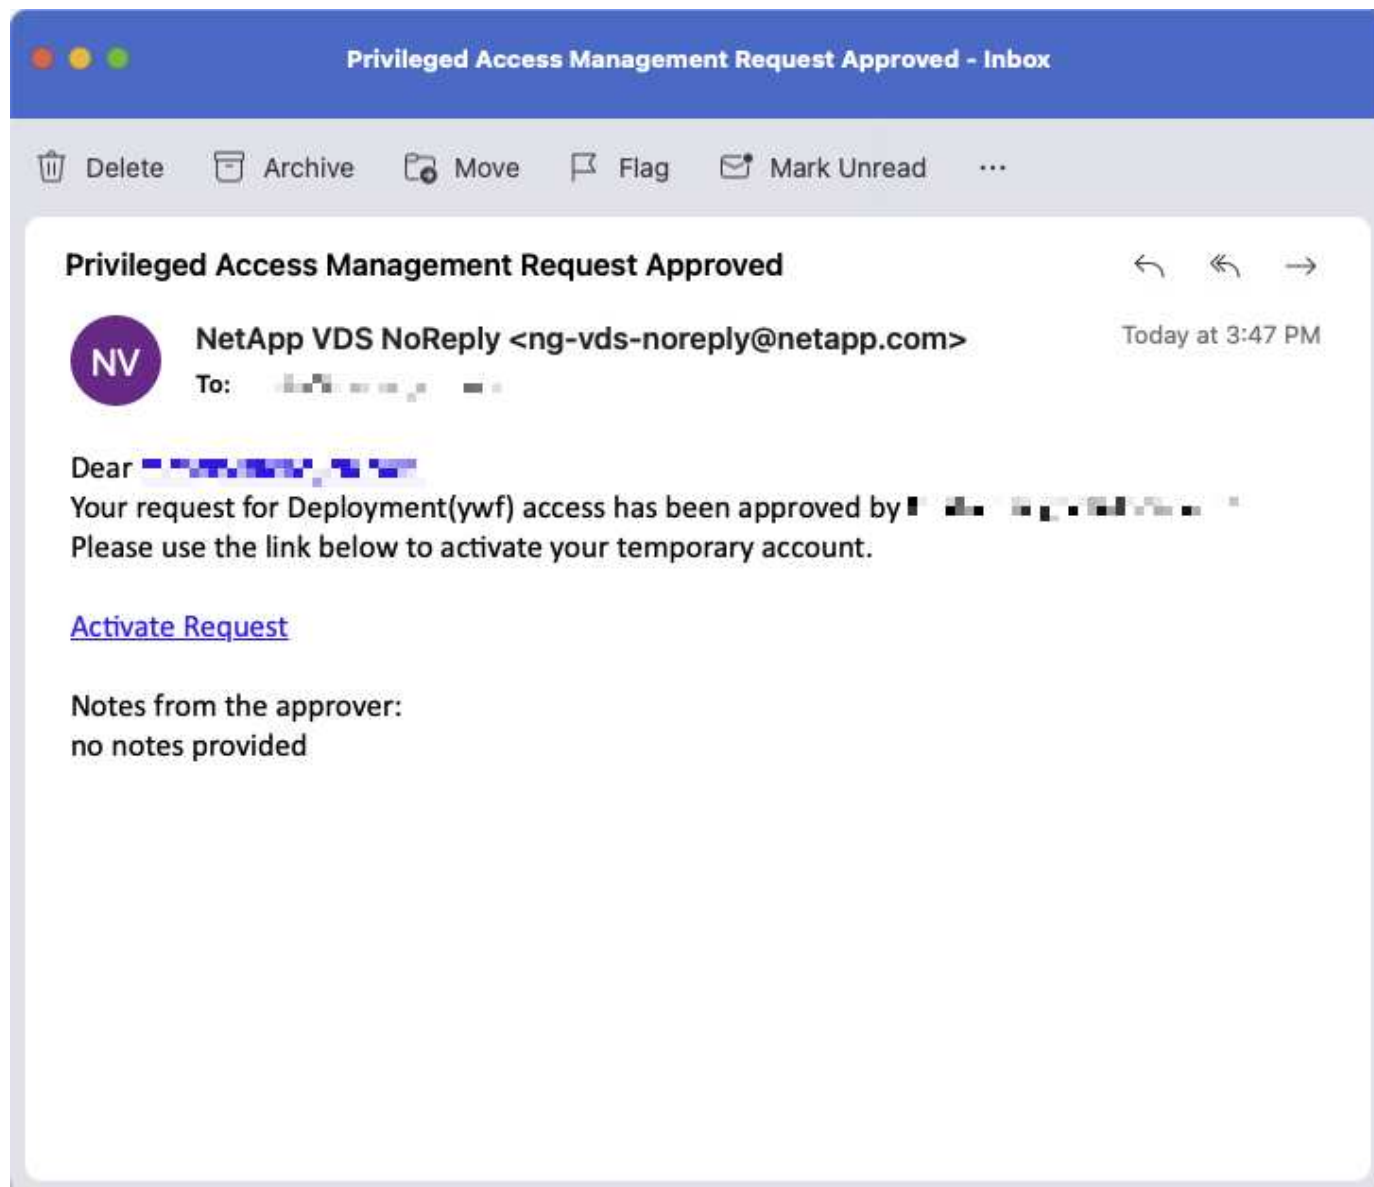 Privileged Access Management Request Approved - Inbox
Delete Archive Move Flag Mark Unread ...
Privileged Access Management Request Approved
NV
NetApp VDS NoReply <ng-vds-noreply@netapp.com>
Today at 3:47 PM
To:
Dear
Your request for Deployment(ywf) access has been approved by
Please use the link below to activate your temporary account.
Activate Request
Notes from the approver:
no notes provided